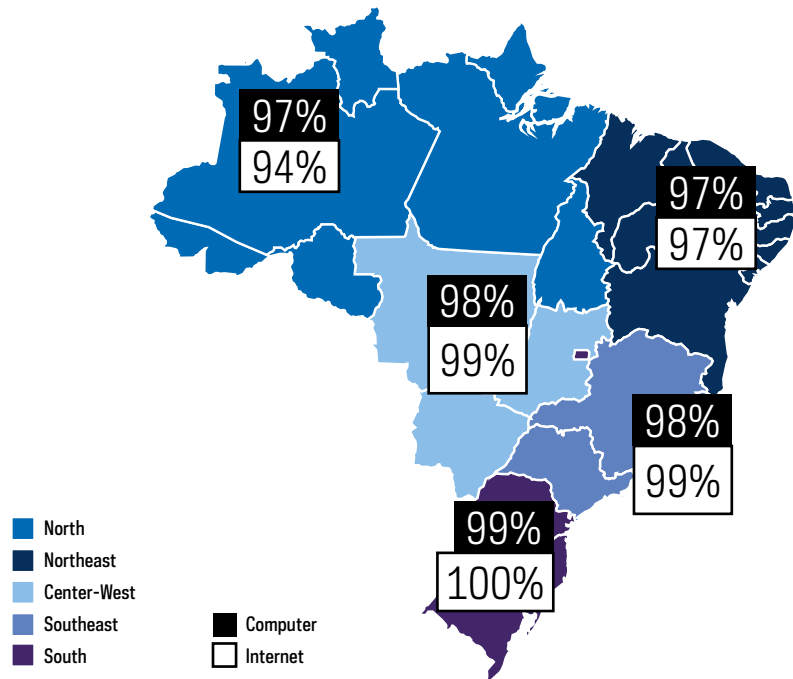 97%
94%
97%
97%
98%
99%
98%
99%
99%
100%
North
Northeast
Center-West
Southeast
South
Computer
Internet